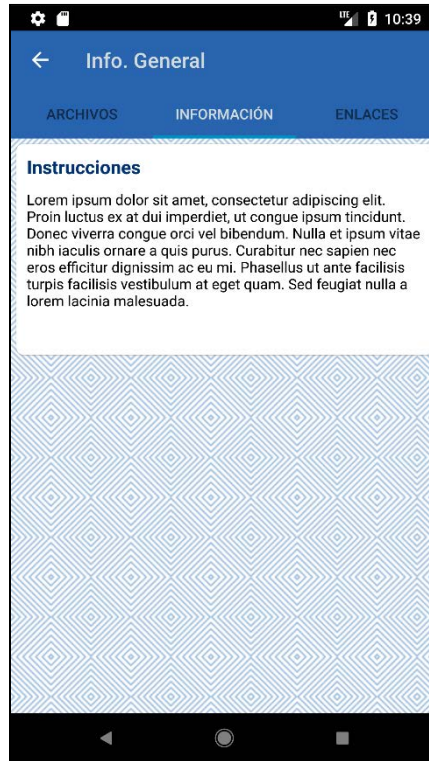 LTE 10:39
Info. General
ARCHIVOS INFORMACIÓN ENLACES
Instrucciones
Lorem ipsum dolor sit amet, consectetur adipiscing elit.
Proin luctus ex at dui imperdiet, ut congue ipsum tincidunt.
Donec viverra congue orci vel bibendum. Nulla et ipsum vitae
nibh iaculis ornare a quis purus. Curabitur nec sapien nec
eros efficitur dignissim ac eu mi. Phasellus ut ante facilisis
turpis facilisis vestibulum at eget quam. Sed feugiat nulla a
lorem lacinia malesuada.